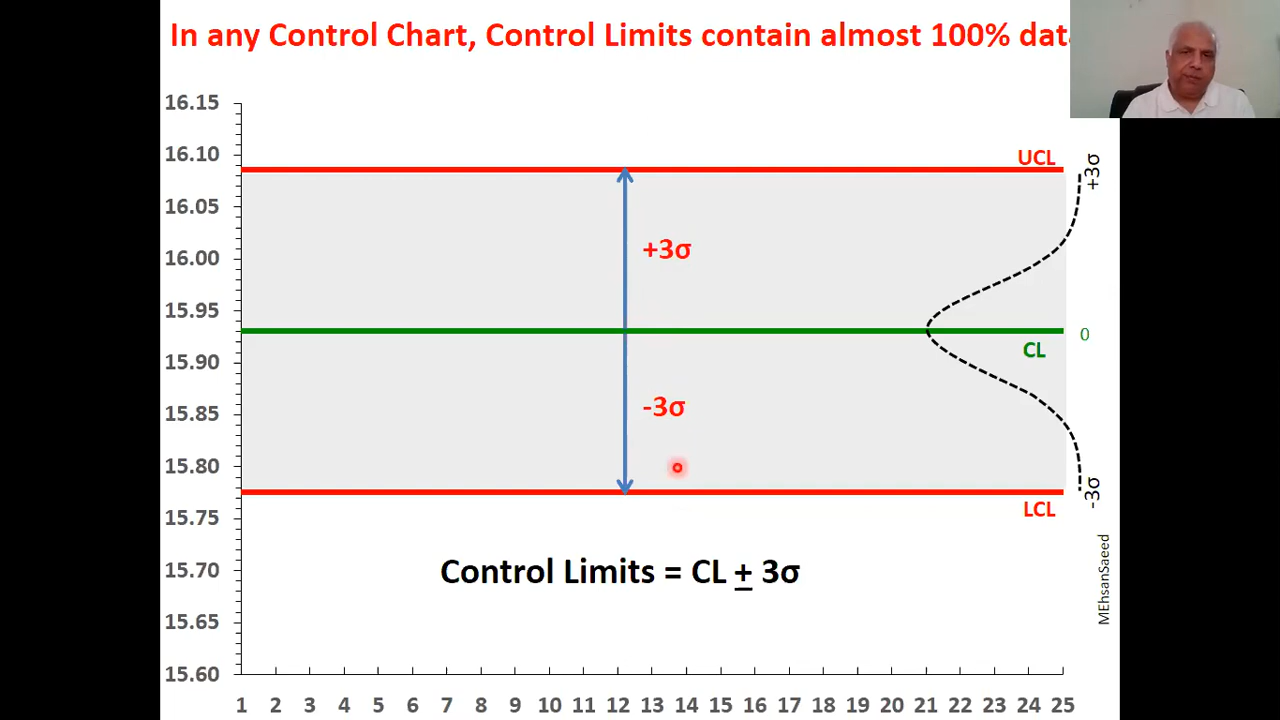 In any Control Chart, Control Limits contain almost 100% dat
16.15
16.10
16.05
16.00
15.95
15.90
15.85
15.80
15.75
15.70
15.65
15.60
UCL
+3σ
+3σ
0
CL
-3σ
-3σ
LCL
Control Limits = CL ± 3σ
MEhsanSaeed
1 2 3 4 5 6 7 8 9 10 11 12 13 14 15 16 17 18 19 20 21 22 23 24 25